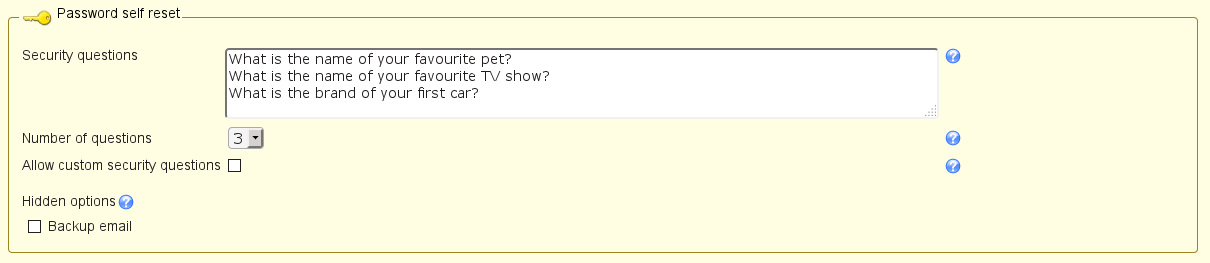 Password self reset
Security questions
What is the name of your favourite pet?
What is the name of your favourite TV show?
What is the brand of your first car?
Number of questions 3
Allow custom security questions
Hidden options
Backup email